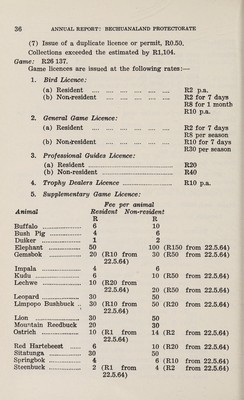 36 ANNUAL REPORT: BECHUANALAND PROTECTORATE
(7) Issue of a duplicate licence or permit, R0.50.
Collections exceeded the estimated by R1,104.
Game: R26 137.
Game licences are issued at the following rates:—
1. Bird Licence:
(a) Resident .... .... .... .... .... .... R2 p.a.
(b) Non-resident .... .... .... .... .... R2 for 7 days
R8 for 1 month
R10 p.a.
2. General Game Licence:
(a) Resident .... .... .... .... .... .... R2 for 7 days
R8 per season
(b) Non-resident .... .... .... .... .... R10 for 7 days
R30 per season
3. Professional Guides Licence:
(a) Resident .... R20
(b) Non-resident .... R40
4. Trophy Dealers Licence .... R10 p.a.
5. Supplementary Game Licence:
Fee per animal
Animal Resident Non-resident
R R
Buffalo .... 10 20
Bush Pig .... 4 6
Duiker .... 1 2
Elephant .... 50 100 (R150 from 22.5.64)
Gemsbok .... 20 (R10 from 30 (R50 from 22.5.64)
22.5.64)
Impala .... 4 6
Kudu .... 6 10 (R50 from 22.5.64)
Lechwe .... 10 (R20 from
22.5.64) 20 (R50 from 22.5.64)
Leopard .... 30 50
Limpopo Bushbuck .. 30 (R10 from 50 (R20 from 22.5.64)
22.5.64)
Lion .... 30 50
Mountain Reedbuck 20 30
Ostrich .... 10 (R1 from 14 (R2 from 22.5.64)
22.5.64)
Red Hartebeest .... 6 10 (R20 from 22.5.64)
Sitatunga .... 30 50
Springbok .... 4 6 (R10 from 22.5.64)
Steenbuck .... 2 (R1 from 4 (R2 from 22.5.64)
22.5.64)